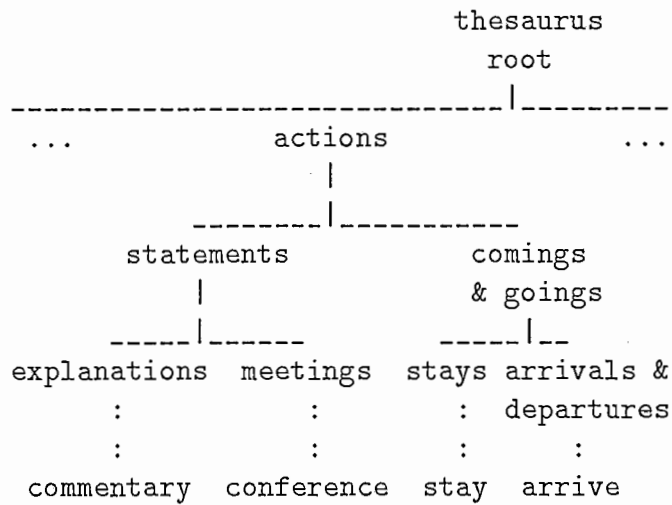 thesaurus
root
... actions ...
statements comings
& goings
explanations meetings stays arrivals &
: : : departures
: : : :
commentary conference stay arrive